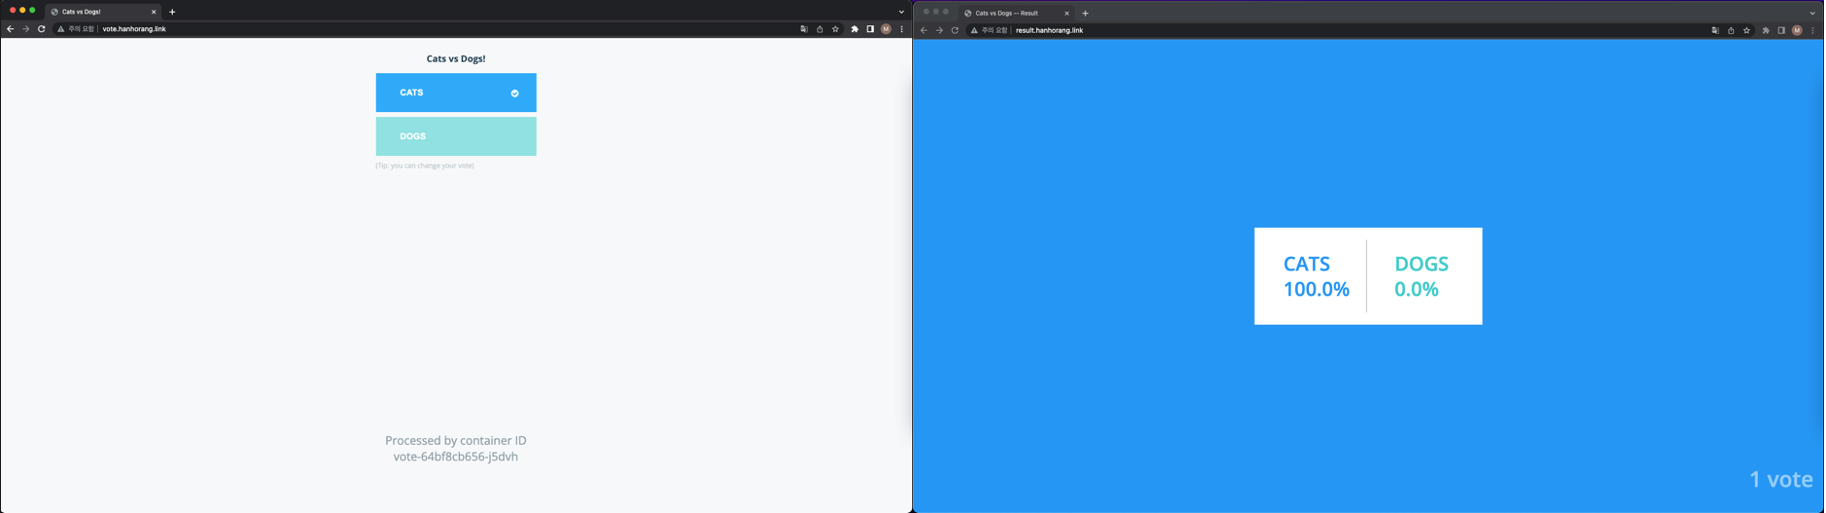 Cats vs Dogs!
주의 요함
vote.hanhorang.link
M
Cats vs Dogs!
CATS
DOGS
(Tip: you can change your vote)
Processed by container ID
vote-64bf8cb656-j5dvh
Cats vs Dogs -- Result
주의 요함
result.hanhorang.link
M
CATS
100.0%
DOGS
0.0%
1 vote